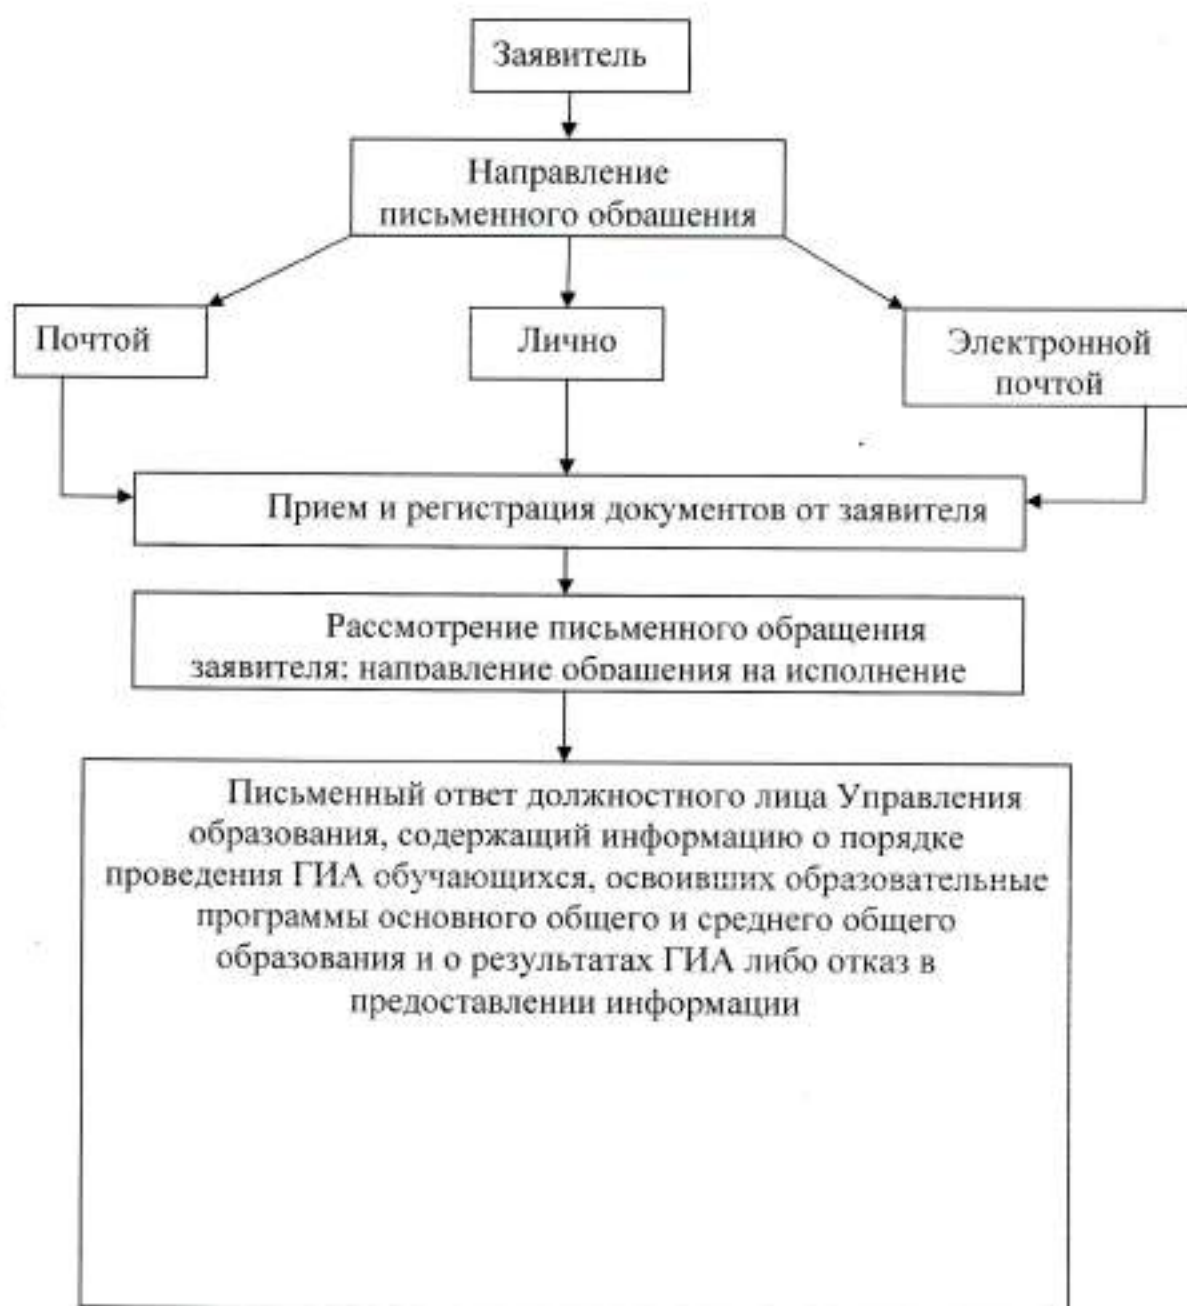 Заявитель
Направление
письменного обращения
Почтой
Лично
Электронной
почтой
Прием и регистрация документов от заявителя
Рассмотрение письменного обращения
заявителя; направление обращения на исполнение
Письменный ответ должностного лица Управления
образования, содержащий информацию о порядке
проведения ГИА обучающихся, освоивших образовательные
программы основного общего и среднего общего
образования и о результатах ГИА либо отказ в
предоставлении информации